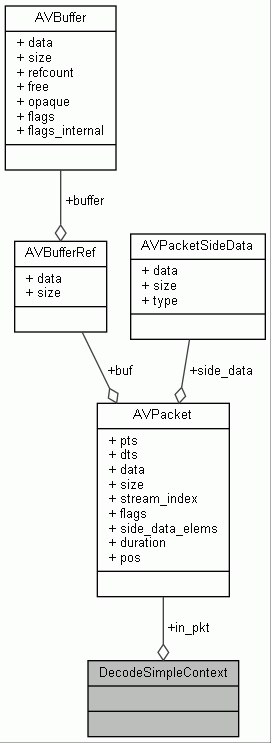 AVBuffer
+ data
+ size
+ refcount
+ free
+ opaque
+ flags
+ flags_internal
+buffer
AVBufferRef
+ data
+ size
AVPacketSideData
+ data
+ size
+ type
+buf
+side_data
AVPacket
+ pts
+ dts
+ data
+ size
+ stream_index
+ flags
+ side_data_elems
+ duration
+ pos
+in_pkt
DecodeSimpleContext